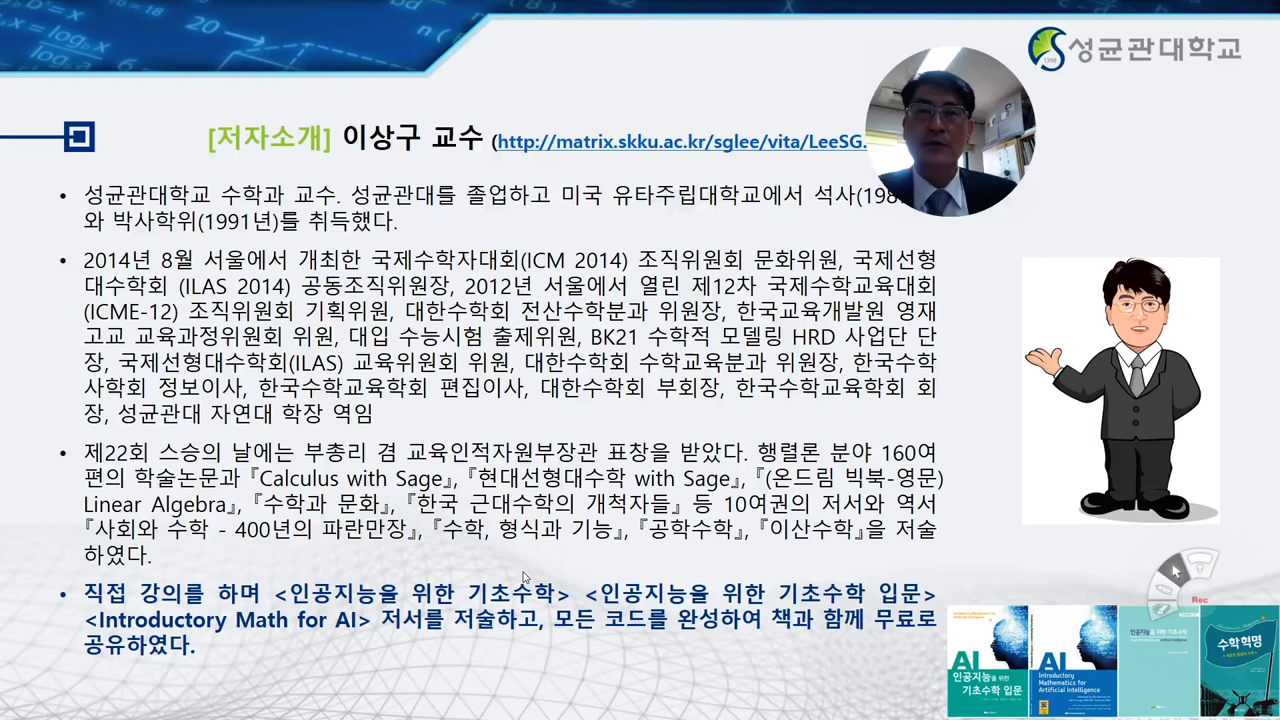 성균관대학교
[저자소개] 이상구 교수 (http://matrix.skku.ac.kr/sglee/vita/LeeSG.
• 성균관대학교 수학과 교수. 성균관대를 졸업하고 미국 유타주립대학교에서 석사(198
와 박사학위(1991년)를 취득했다.
• 2014년 8월 서울에서 개최한 국제수학자대회(ICM 2014) 조직위원회 문화위원, 국제선형
대수학회 (ILAS 2014) 공동조직위원장, 2012년 서울에서 열린 제12차 국제수학교육대회
(ICME-12) 조직위원회 기획위원, 대한수학회 전산수학분과 위원장, 한국교육개발원 영재
고교 교육과정위원회 위원, 대입 수능시험 출제위원, BK21 수학적 모델링 HRD 사업단 단
장, 국제선형대수학회(ILAS) 교육위원회 위원, 대한수학회 수학교육분과 위원장, 한국수학
사학회 정보이사, 한국수학교육학회 편집이사, 대한수학회 부회장, 한국수학교육학회 회
장, 성균관대 자연대 학장 역임
• 제22회 스승의 날에는 부총리 겸 교육인적자원부장관 표창을 받았다. 행렬론 분야 160여
편의 학술논문과 『Calculus with Sage』, 『현대선형대수학 with Sage』, 『(온드림 빅북-영문)
Linear Algebra』, 『수학과 문화』, 『한국 근대수학의 개척자들』 등 10여권의 저서와 역서
『사회와 수학 - 400년의 파란만장』, 『수학, 형식과 기능』, 『공학수학』, 『이산수학』을 저술
하였다.
• 직접 강의를 하며 <인공지능을 위한 기초수학> <인공지능을 위한 기초수학 입문>
<Introductory Math for AI> 저서를 저술하고, 모든 코드를 완성하여 책과 함께 무료로
공유하였다.
Rec
AI
인공지능을 위한
기초수학 입문
AI
Introductory
Mathematics for
Artificial Intelligence
인공지능을 위한 기초수학
수학혁명